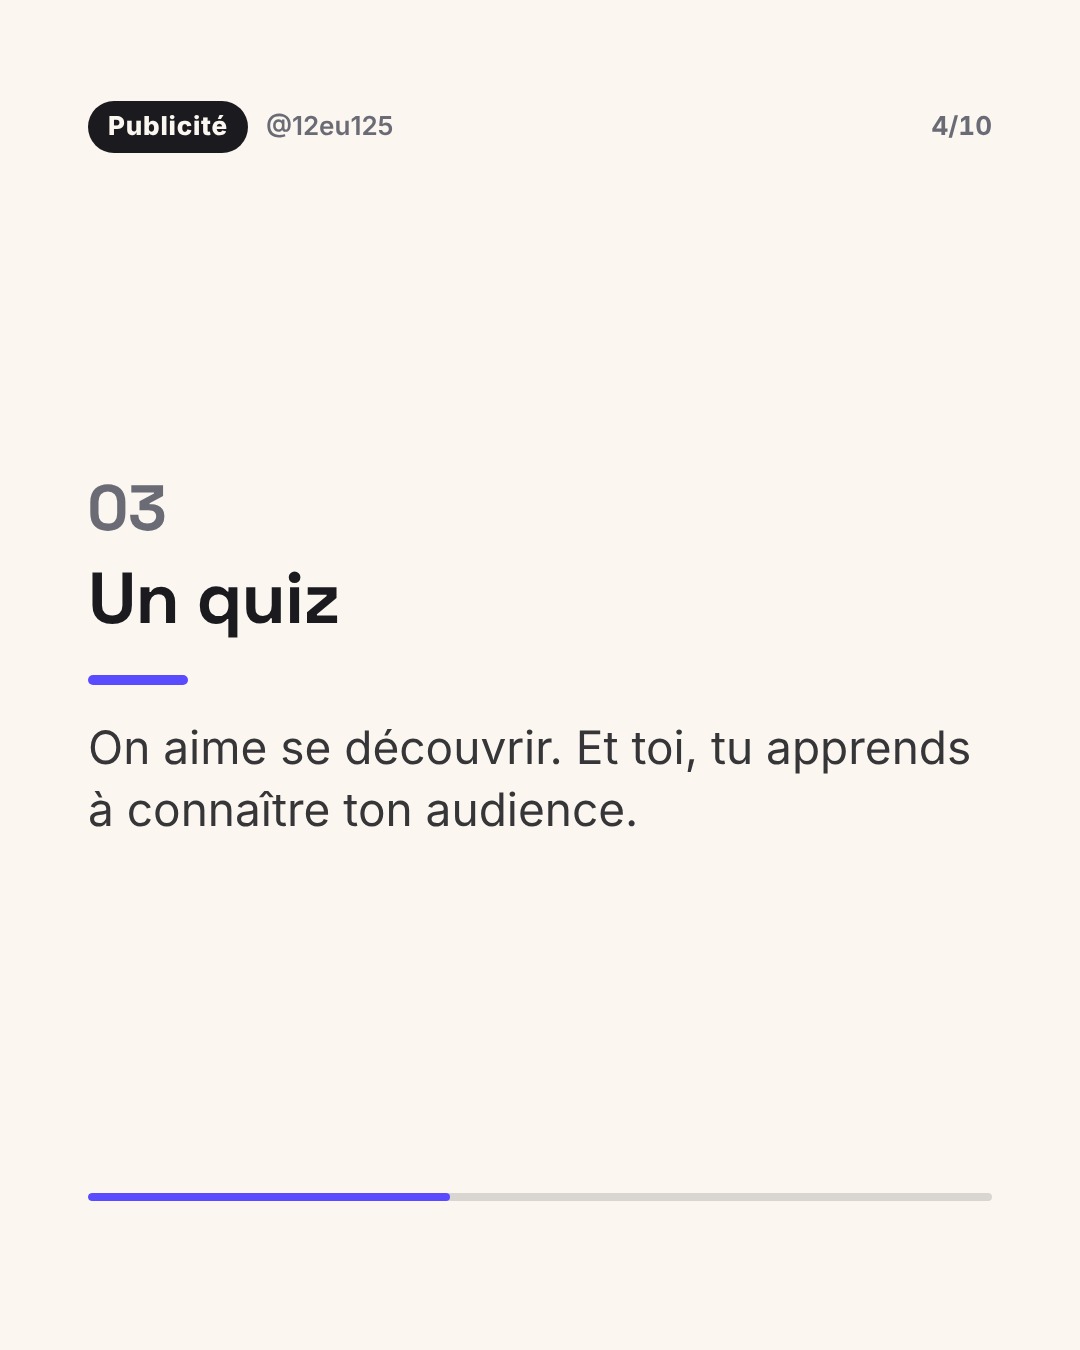 Publicité @12eu125 4/10
03
Un quiz
On aime se découvrir. Et toi, tu apprends
à connaître ton audience.